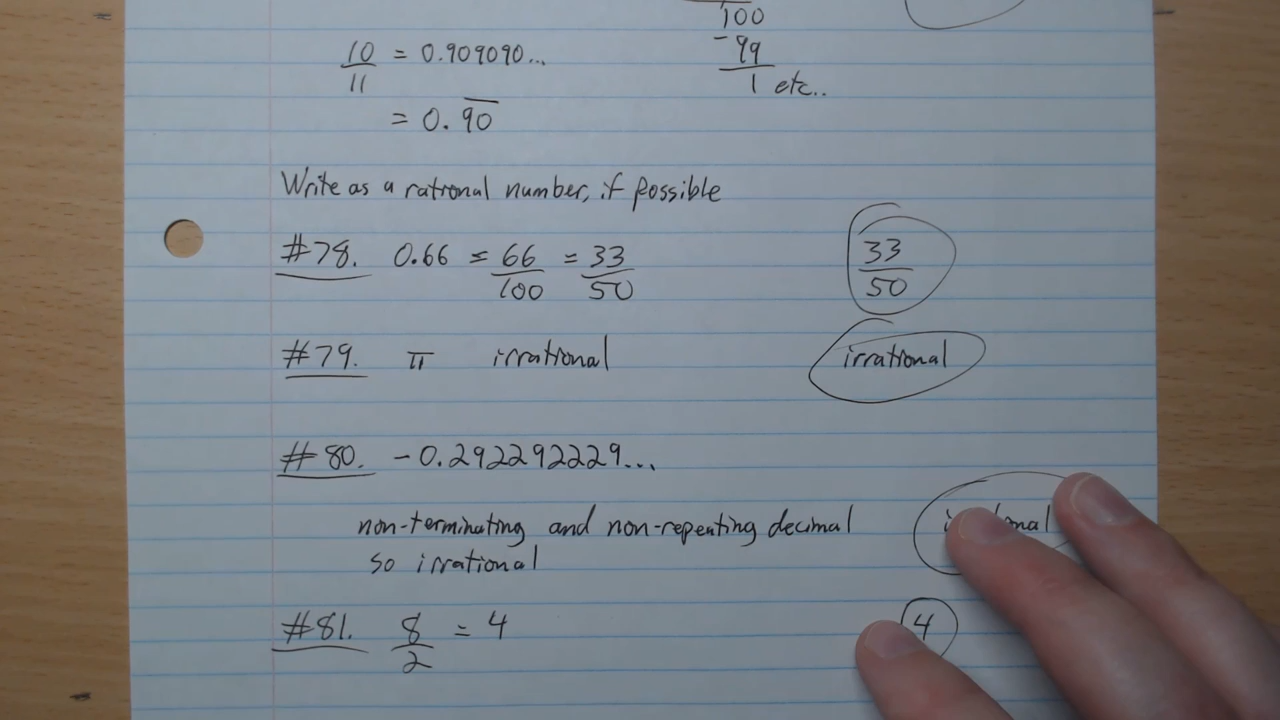 100
10/11 = 0.909090...
- 99
1 etc..
= 0.9̅0̅
Write as a rational number, if possible
#78. 0.66 = 66/100 = 33/50 33/50
#79. π irrational irrational
#80. -0.292292229...
non-terminating and non-repeating decimal
so irrational
#81. 8/2 = 4 4